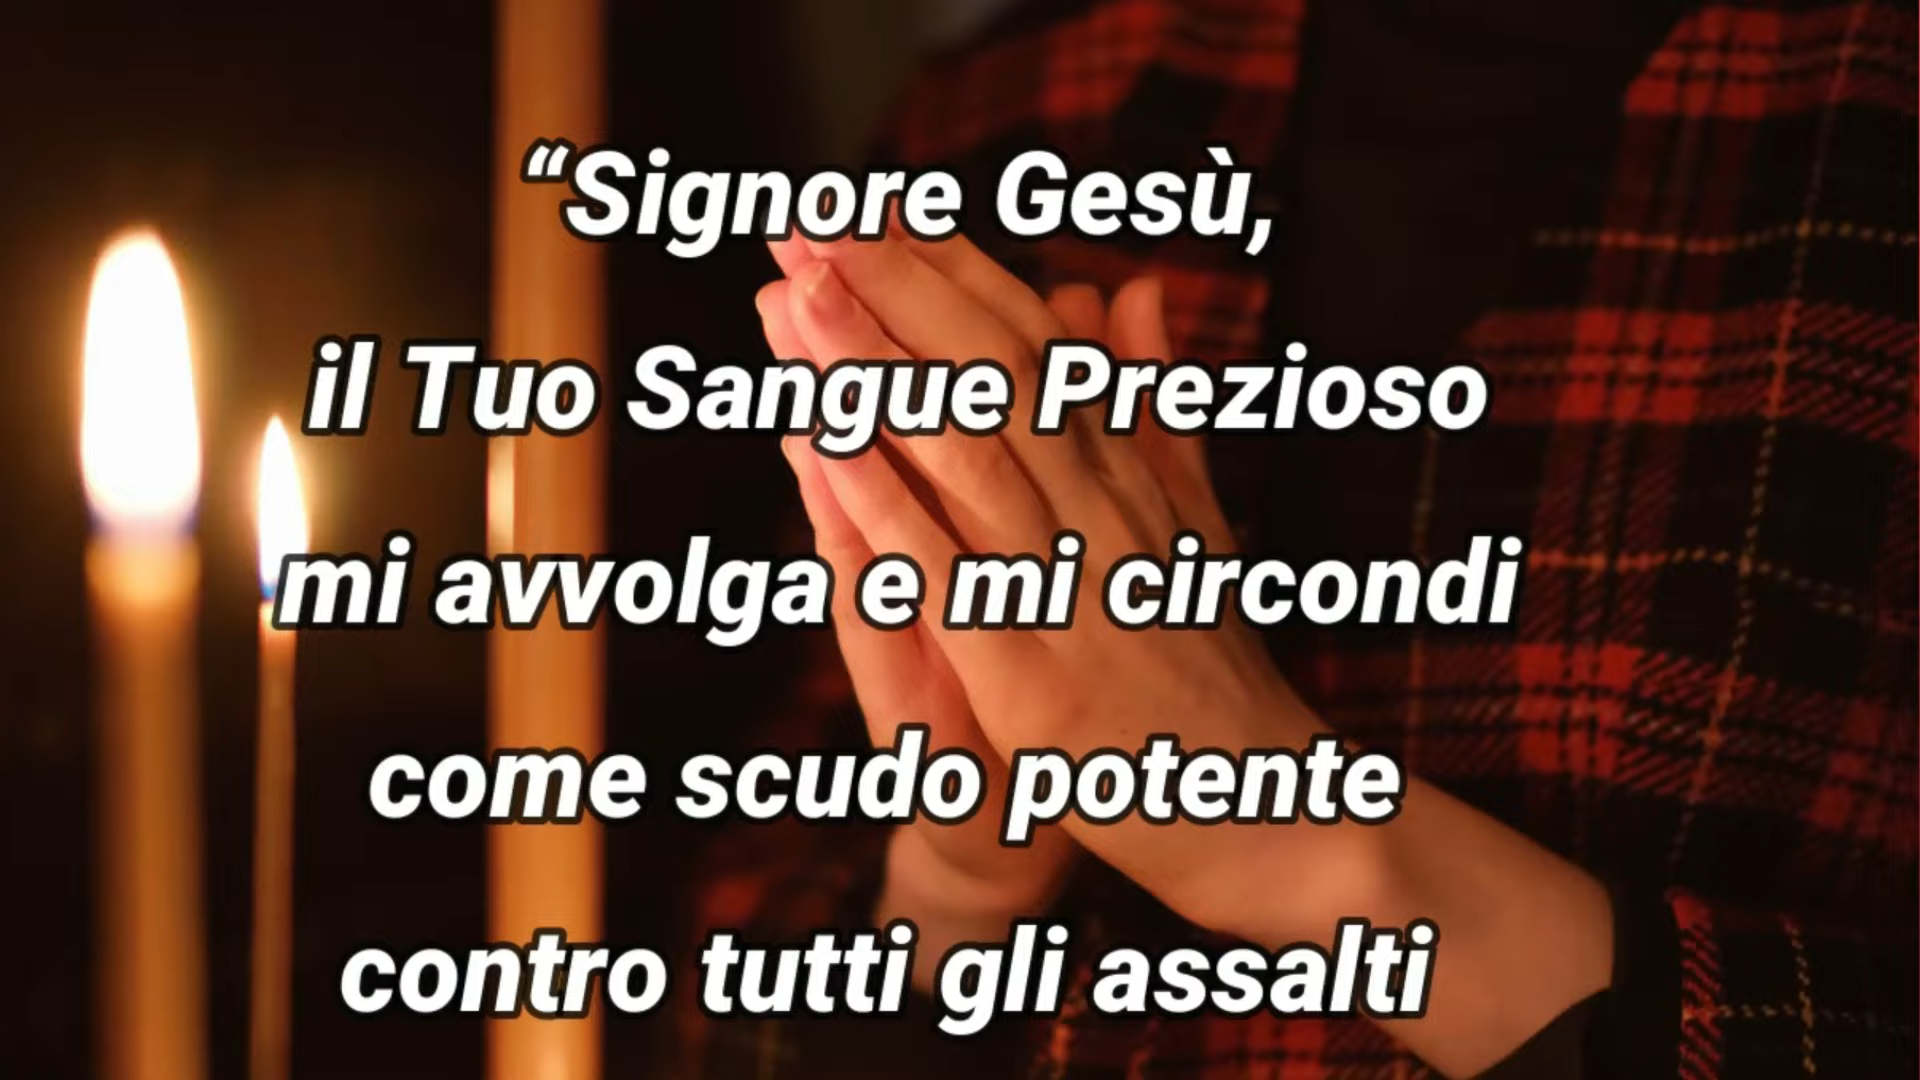 “Signore Gesù,
il Tuo Sangue Prezioso
mi avvolga e mi circondi
come scudo potente
contro tutti gli assalti